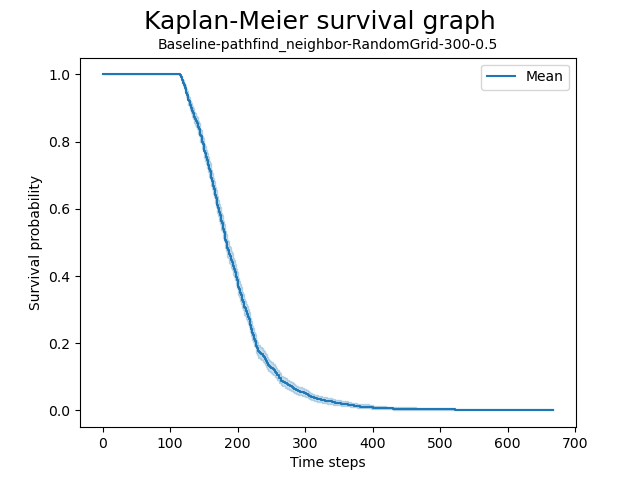 Kaplan-Meier survival graph
Baseline-pathfind_neighbor-RandomGrid-300-0.5
Mean
1.0
0.8
0.6
0.4
0.2
0.0
Survival probability
0 100 200 300 400 500 600 700
Time steps